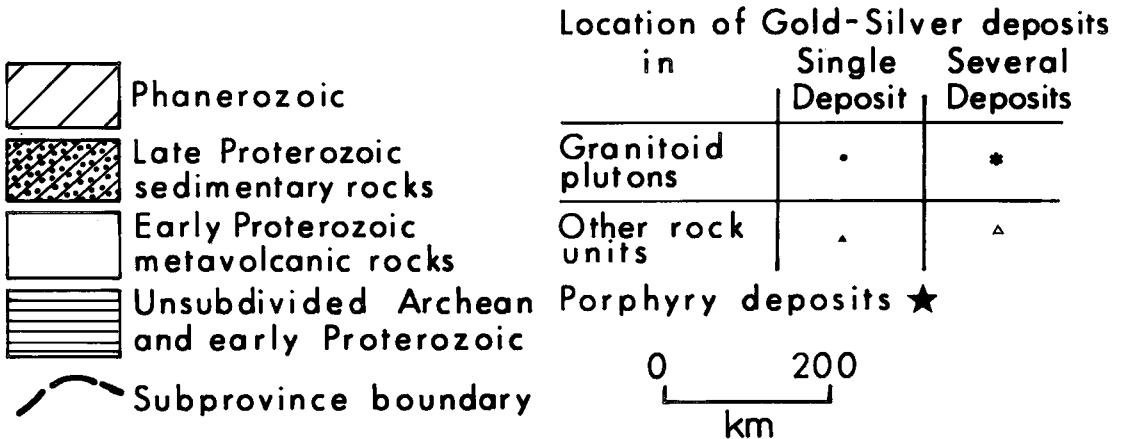 Phanerozoic
Late Proterozoic
sedimentary rocks
Early Proterozoic
metavolcanic rocks
Unsubdivided Archean
and early Proterozoic
Subprovince boundary
Location of Gold-Silver deposits
in Single Several
Deposit Deposits
Granitoid
plutons
Other rock
units
Porphyry deposits
0 200
km